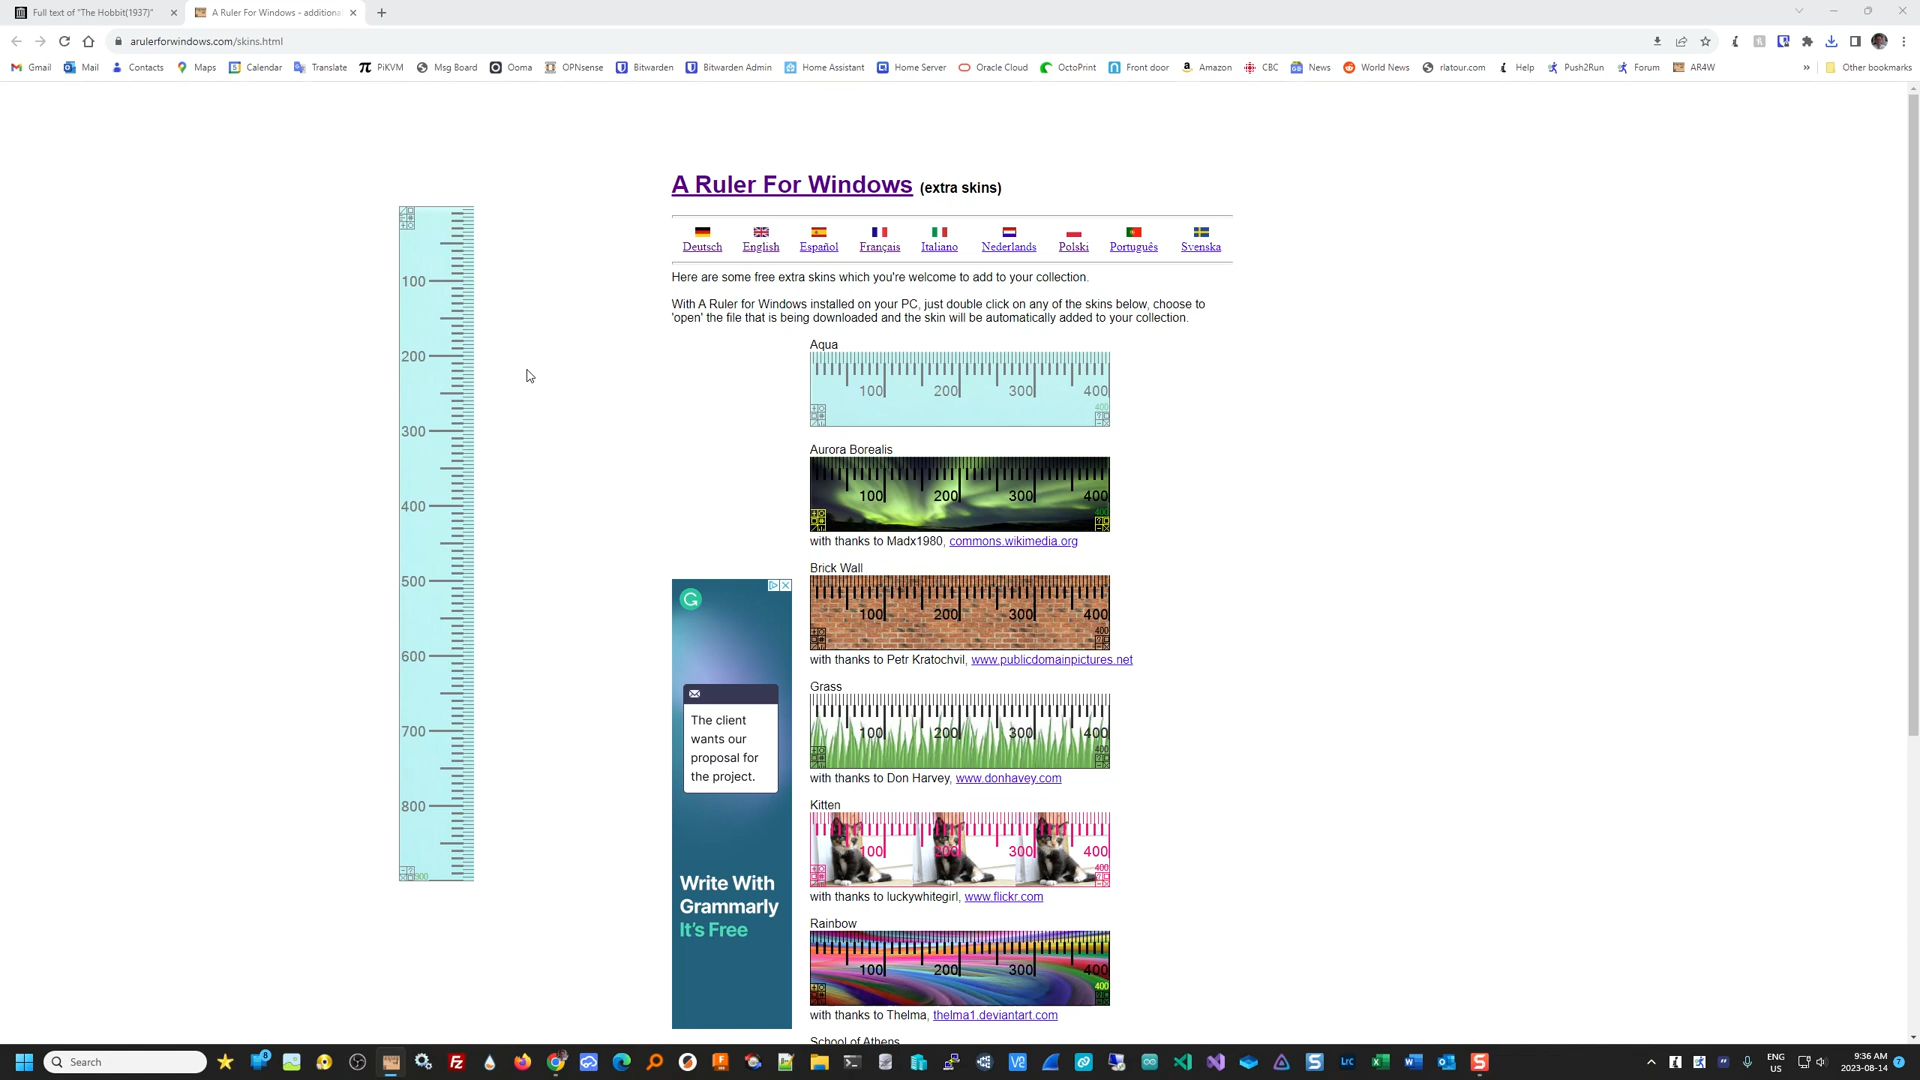 Full text of "The Hobbit(1937)"
A Ruler For Windows - additiona
arulerforwindows.com/skins.html
Gmail Mail Contacts Maps Calendar Translate PiKVM Msg Board Ooma OPNsense Bitwarden Bitwarden Admin Home Assistant Home Server Oracle Cloud OctoPrint Front door Amazon CBC News World News rlatour.com Help Push2Run Forum AR4W » Other bookmarks
A Ruler For Windows (extra skins)
Deutsch English Español Français Italiano Nederlands Polski Português Svenska
Here are some free extra skins which you're welcome to add to your collection.
With A Ruler for Windows installed on your PC, just double click on any of the skins below, choose to
'open' the file that is being downloaded and the skin will be automatically added to your collection.
100
200
300
400
500
600
700
800
900
Aqua
100 200 300 400
400
Aurora Borealis
100 200 300 400
400
with thanks to Madx1980, commons.wikimedia.org
Brick Wall
100 200 300 400
400
with thanks to Petr Kratochvil, www.publicdomainpictures.net
Grass
100 200 300 400
400
with thanks to Don Harvey, www.donhavey.com
Kitten
100 200 300 400
400
with thanks to luckywhitegirl, www.flickr.com
Rainbow
100 200 300 400
400
with thanks to Thelma, thelma1.deviantart.com
School of Athens
The client
wants our
proposal for
the project.
Write With
Grammarly
It's Free
Search
ENG
US
9:36 AM
2023-08-14